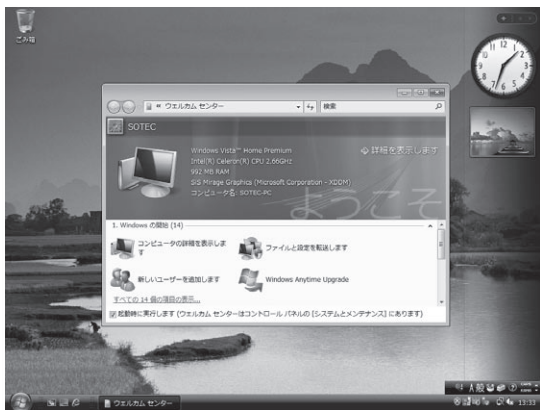 ごみ箱
ウェルカム センター
検索
SOTEC
Windows Vista™ Home Premium
Intel(R) Celeron(R) CPU 2.66GHz
992 MB RAM
SiS Mirage Graphics (Microsoft Corporation - XDDM)
コンピュータ名: SOTEC-PC
詳細を表示します
ようこそ
1. Windows の開始 (14)
コンピュータの詳細を表示しま
す
ファイルと設定を転送します
新しいユーザーを追加します
Windows Anytime Upgrade
すべての 14 個の項目の表示...
起動時に実行します (ウェルカム センターはコントロール パネルの [システムとメンテナンス] にあります)
A 般
ウェルカム センター
13:33